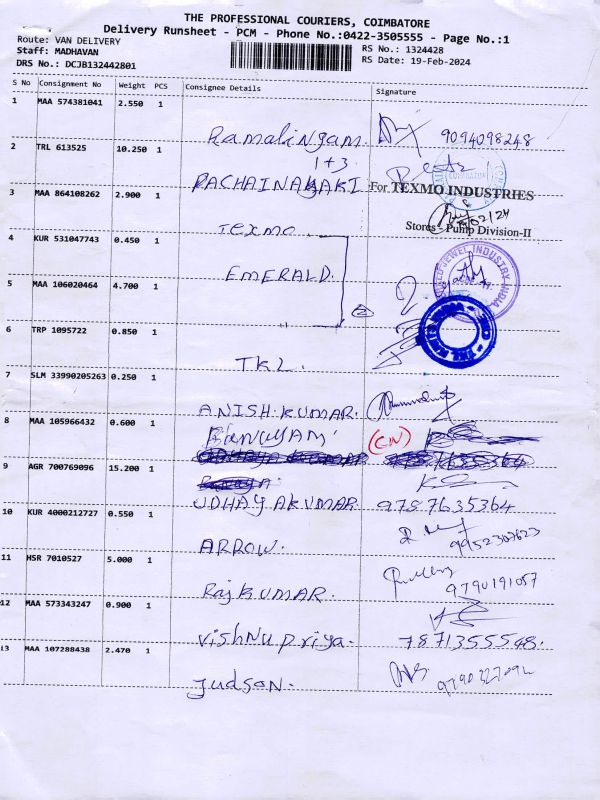 THE PROFESSIONAL COURIERS, COIMBATORE
Delivery Runsheet - PCM - Phone No.:0422-3505555 - Page No.:1
Route: VAN DELIVERY
RS No.: 1324428
Staff: MADHAVAN
RS Date: 19-Feb-2024
DRS No.: DCJB132442801
S No Consignment No Weight PCS Consignee Details Signature
1 MAA 574381041 2.550 1
Ramalingam 9094098248
2 TRL 613525 10.250 1
1+3
PACHAINAYAKI
For TEXMO INDUSTRIES
3 MAA 864108262 2.900 1
Texmo
Stores - Pump Division-II
4 KUR 531047743 0.450 1
EMERALD
5 MAA 106020464 4.700 1
2
6 TRP 1095722 0.850 1
TKL
7 SLM 33990205263 0.250 1
ANISH KUMAR.
8 MAA 105966432 0.600 1
(CN)
9 AGR 700769096 15.200 1
UDHAYAKUMAR 9787635364
10 KUR 4000212727 0.550 1
ARROW. 9952307623
11 HSR 7010527 5.000 1
RajKUMAR. 9790191057
12 MAA 573343247 0.900 1
Vishnupriya. 7871355548.
13 MAA 107288438 2.470 1
Judson.